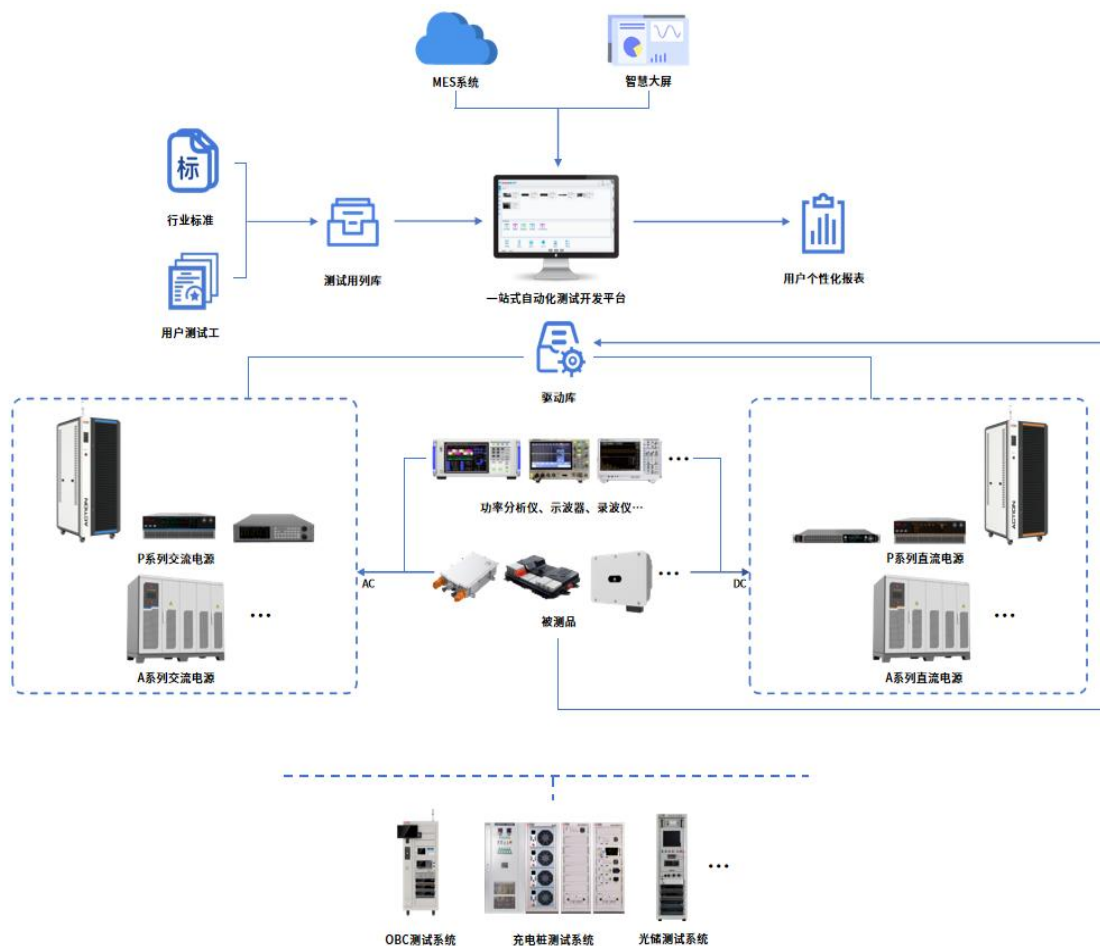 MES系统
智慧大屏
标
行业标准
测试用列库
一站式自动化测试开发平台
用户个性化报表
用户测试工
驱动库
ACTION
ACTION
功率分析仪、示波器、录波仪…
P系列交流电源
P系列直流电源
AC
DC
被测品
A系列交流电源
A系列直流电源
OBC测试系统
充电桩测试系统
光储测试系统